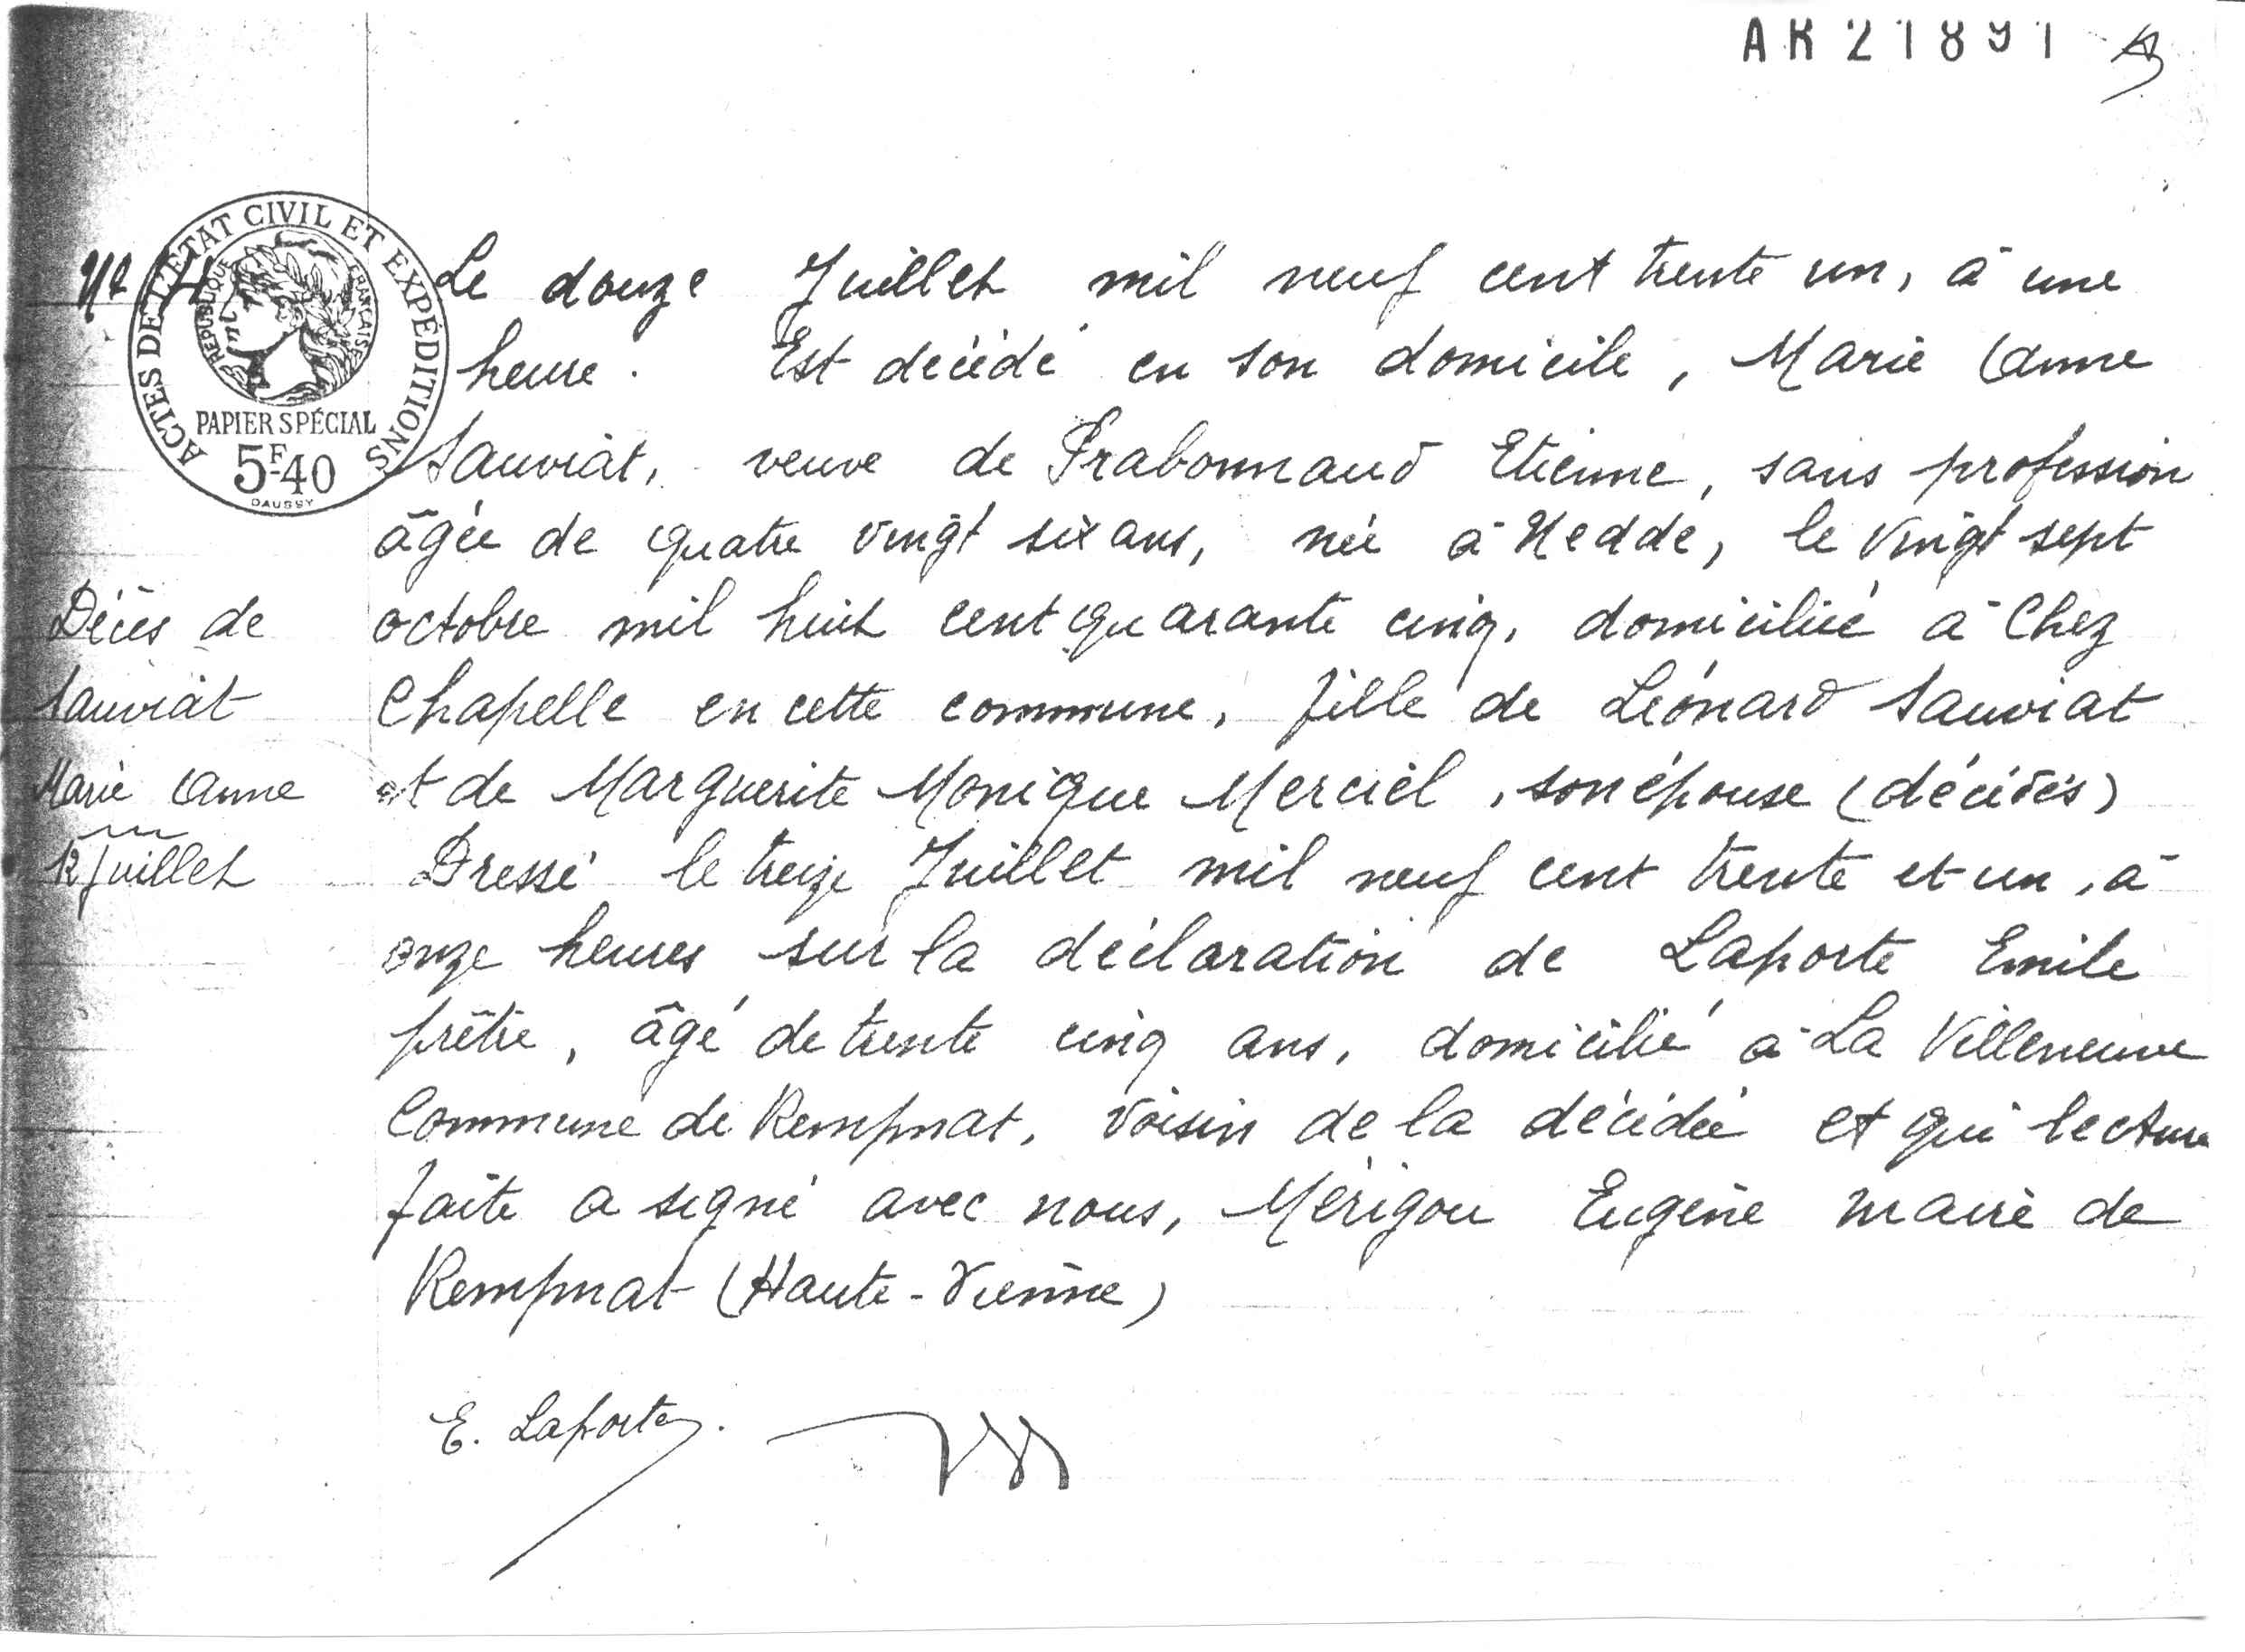 AR 21891
ACTES DE L'ÉTAT CIVIL ET EXPÉDITIONS
RÉPUBLIQUE FRANÇAISE
PAPIER SPÉCIAL
5F40
DAUSSY
Décès de
Sauviat
Marie Anne
12 Juillet
Le douze Juillet mil neuf cent trente un, à une
heure. Est décédé en son domicile, Marie Anne
Sauviat, veuve de Prabonnaud Etienne, sans profession
âgée de quatre vingt six ans, née à Nedde, le vingt sept
octobre mil huit cent quarante cinq, domiciliée à Chez
Chapelle en cette commune, fille de Léonard Sauviat
et de Marguerite Monique Merciel, son épouse (décédés)
Dressé le treize Juillet mil neuf cent trente et un, à
onze heures sur la déclaration de Laporte Emile
prêtre, âgé de trente cinq ans, domicilié à La Villeneuve
Commune de Rempnat, voisin de la décédée et qui lecture
faite a signé avec nous, Mérigou Eugène maire de
Rempnat (Haute-Vienne)
E. Laporte.